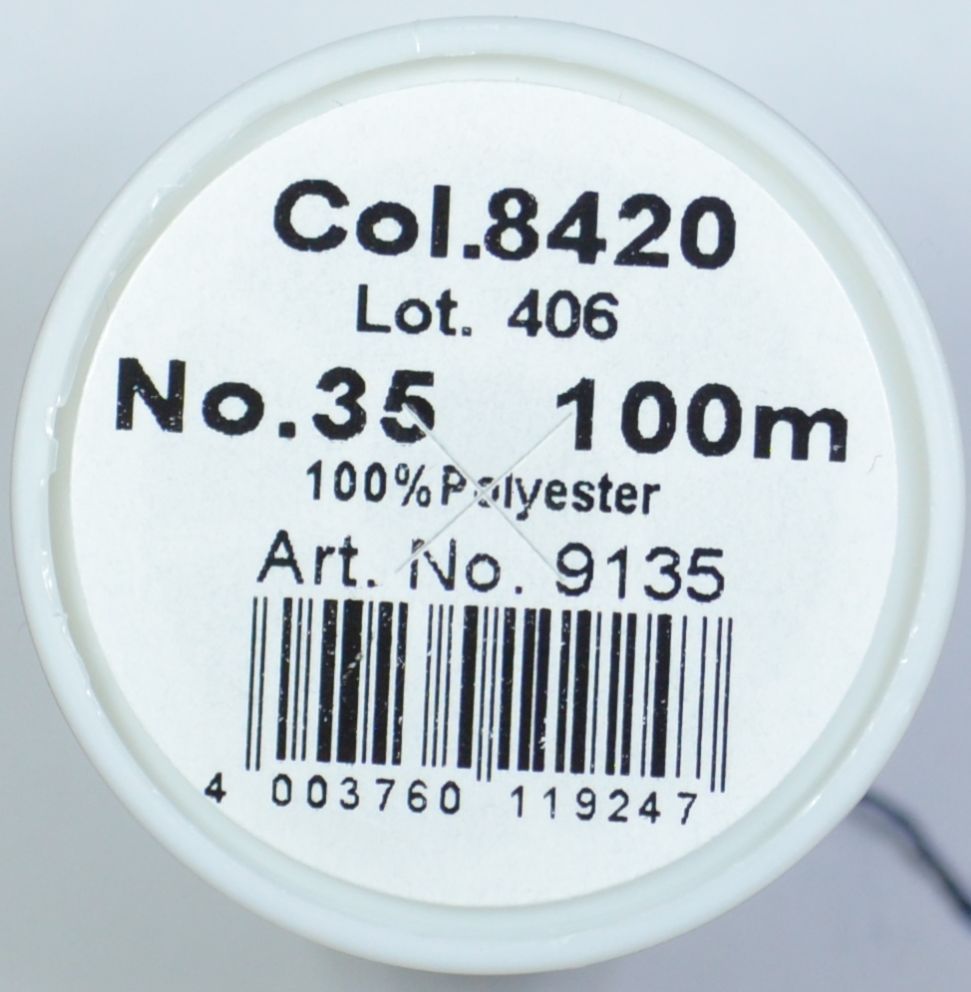 Col.8420
Lot. 406
No.35 100m
100%Polyester
Art. No. 9135
4 003760 119247